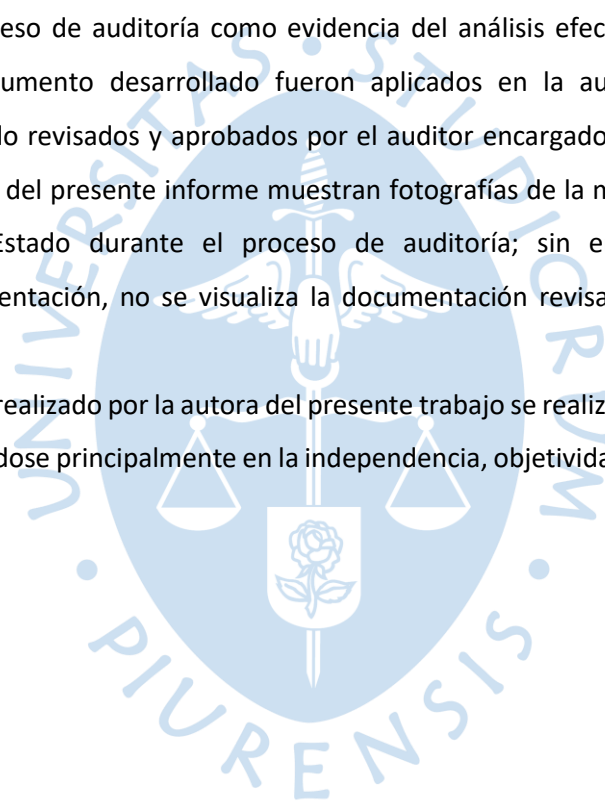 eso de auditoría como evidencia del análisis efec
umento desarrollado fueron aplicados en la au
do revisados y aprobados por el auditor encargado
del presente informe muestran fotografías de la m
Estado durante el proceso de auditoría; sin e
entación, no se visualiza la documentación revisa
realizado por la autora del presente trabajo se realiz
dose principalmente en la independencia, objetivida
UNIVERSITAS • STUDIORUM • PIURENSIS